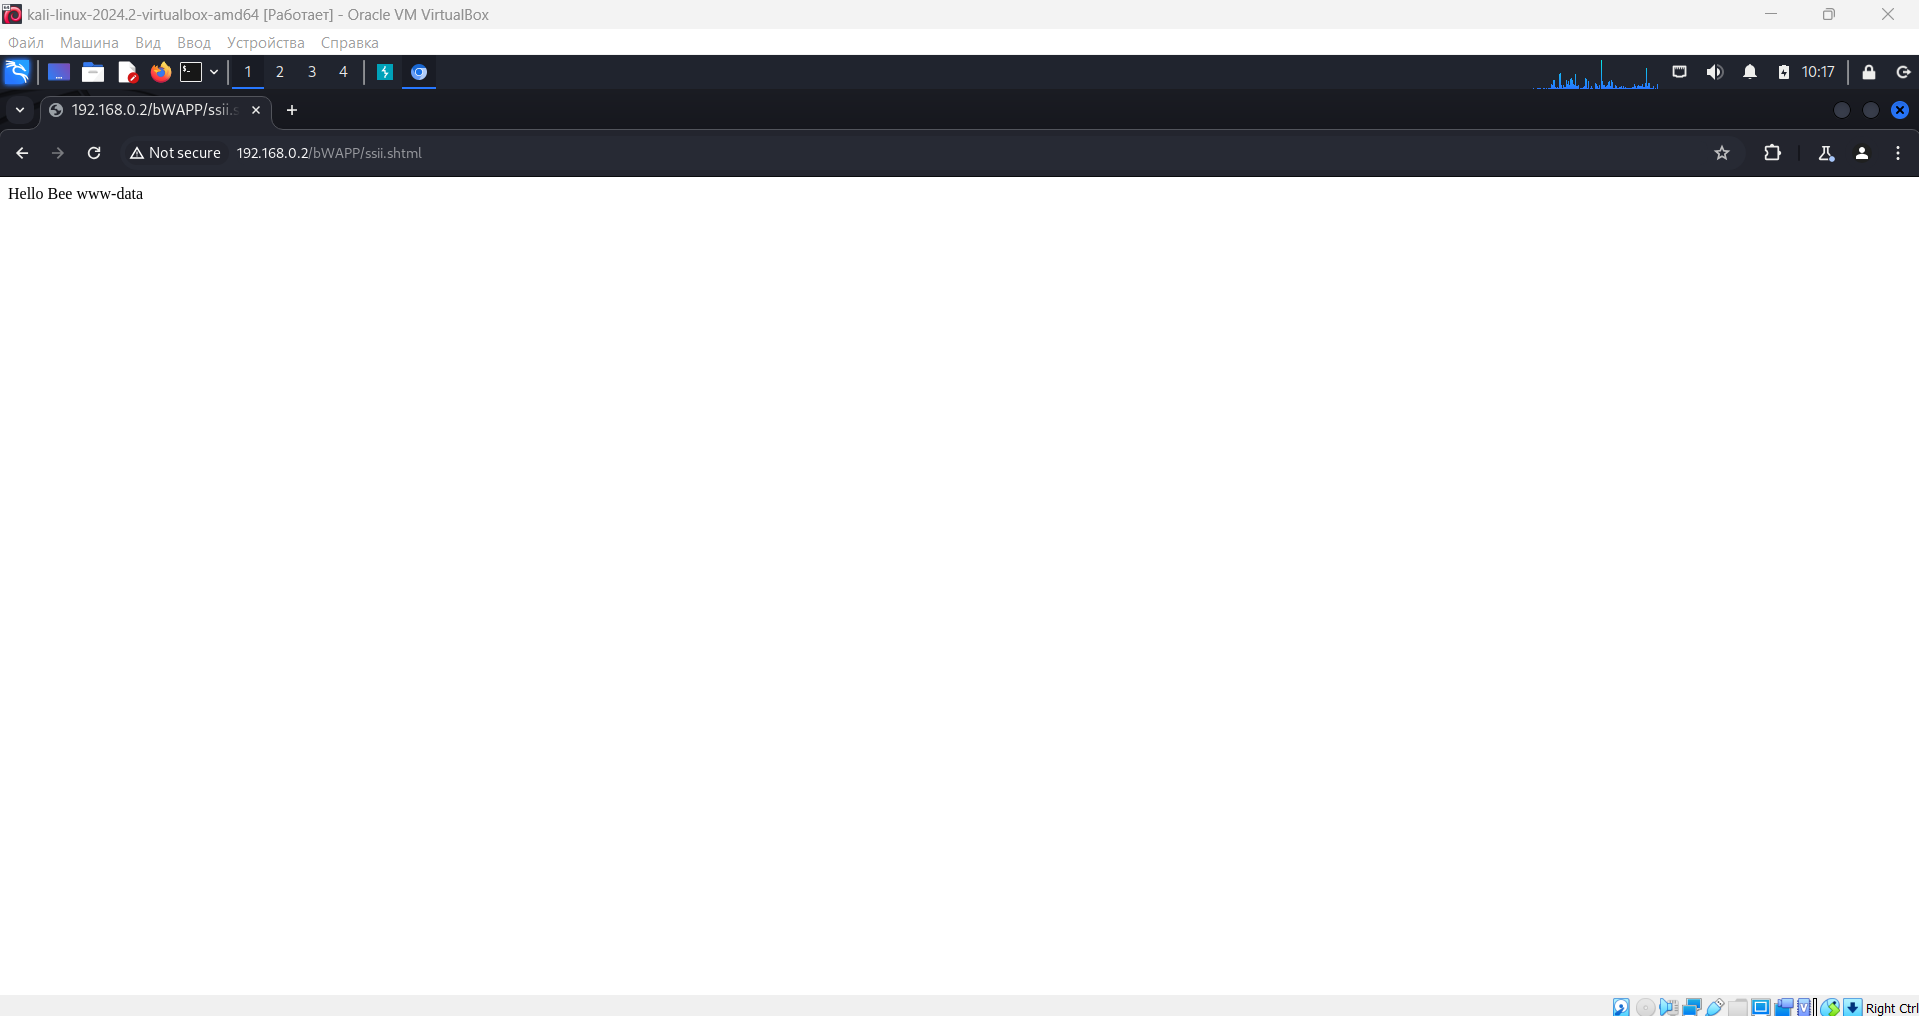 kali-linux-2024.2-virtualbox-amd64 [Работает] - Oracle VM VirtualBox
Файл Машина Вид Ввод Устройства Справка
1 2 3 4 10:17
192.168.0.2/bWAPP/ssii.s
Not secure 192.168.0.2/bWAPP/ssii.shtml
Hello Bee www-data
Right Ctrl